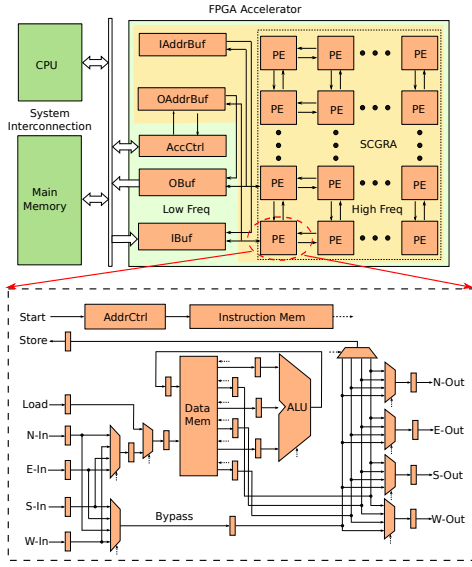 FPGA Accelerator
CPU
IAddrBuf
PE PE PE
System
Interconnection
OAddrBuf
PE PE PE
AccCtrl
SCGRA
Main
Memory
OBuf
PE PE PE
Low Freq
High Freq
IBuf
PE PE PE
Start
AddrCtrl
Instruction Mem
Store
Load
Data
Mem
ALU
N-Out
N-In
E-In
E-Out
S-In
S-Out
Bypass
W-In
W-Out